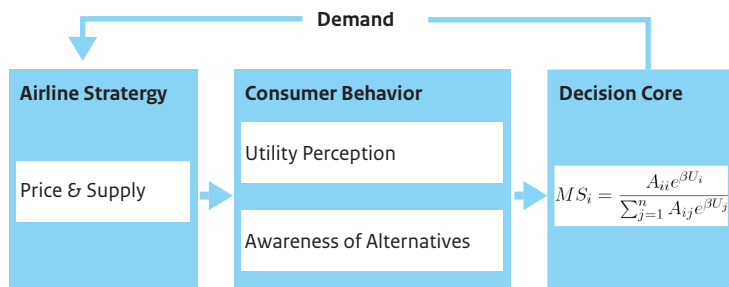 Demand
Airline Stratergy
Price & Supply
Consumer Behavior
Utility Perception
Awareness of Alternatives
Decision Core
MS_i = \frac{A_{ii}e^{\beta U_i}}{\sum_{j=1}^{n} A_{ij}e^{\beta U_j}}